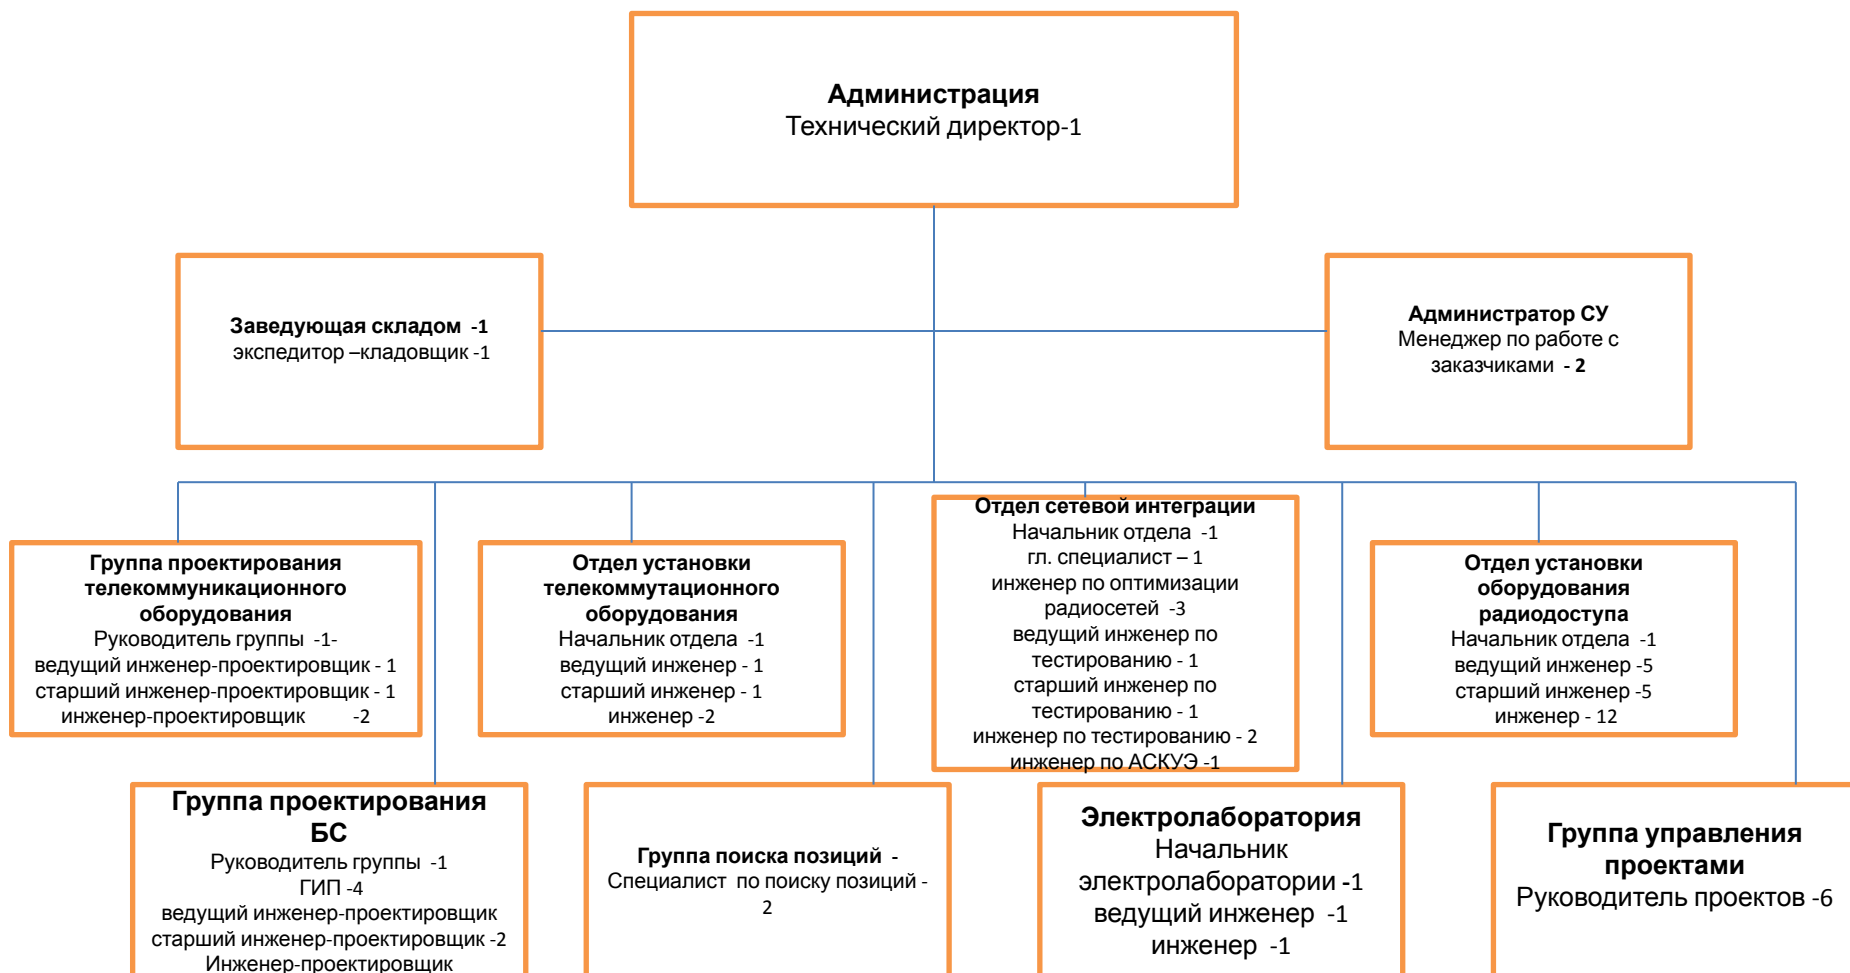 Администрация
Технический директор-1
Заведующая складом -1
экспедитор –кладовщик -1
Администратор СУ
Менеджер по работе с
заказчиками - 2
Группа проектирования
телекоммуникационного
оборудования
Руководитель группы -1-
ведущий инженер-проектировщик - 1
старший инженер-проектировщик - 1
инженер-проектировщик -2
Отдел установки
телекоммутационного
оборудования
Начальник отдела -1
ведущий инженер - 1
старший инженер - 1
инженер -2
Отдел сетевой интеграции
Начальник отдела -1
гл. специалист – 1
инженер по оптимизации
радиосетей -3
ведущий инженер по
тестированию - 1
старший инженер по
тестированию - 1
инженер по тестированию - 2
инженер по АСКУЭ -1
Отдел установки
оборудования
радиодоступа
Начальник отдела -1
ведущий инженер -5
старший инженер -5
инженер - 12
Группа проектирования
БС
Руководитель группы -1
ГИП -4
ведущий инженер-проектировщик
старший инженер-проектировщик -2
Инженер-проектировщик
Группа поиска позиций -
Специалист по поиску позиций -
2
Электролаборатория
Начальник
электролаборатории -1
ведущий инженер -1
инженер -1
Группа управления
проектами
Руководитель проектов -6